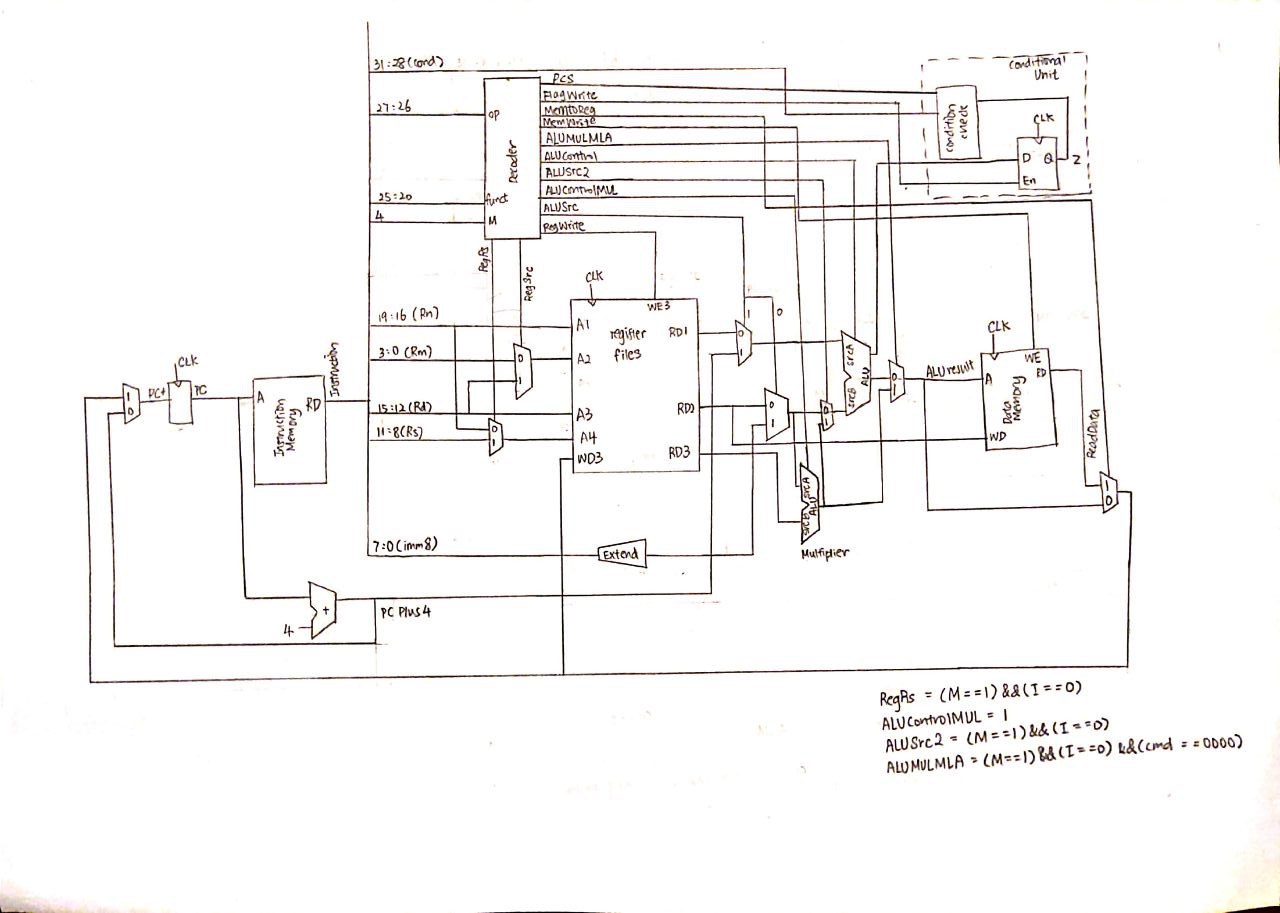 31:28 (cond)
27:26
25:20
4
op
Decoder
funct
M
PCS
FlagWrite
MemtoReg
MemWrite
ALUMULMLA
ALUControl
ALUSrc2
ALUControlMUL
ALUSrc
RegWrite
Conditional
Unit
condition
check
CLK
D Q
En
Z
RegRs
RegSrc
19:16 (Rn)
3:0 (Rm)
15:12 (Rd)
11:8 (Rs)
7:0 (imm8)
0
1
0
1
CLK
WE3
A1
A2
A3
A4
WD3
register
files
RD1
RD2
RD3
1
0
0
1
0
1
0
1
SrcA
SrcB
ALU
0
1
SrcA
SrcB
ALU
Multiplier
ALUresult
CLK
WE
RD
A
Data
Memory
WD
ReadData
1
0
1
0
PC+
CLK
PC
A
RD
Instruction
Memory
Instruction
Extend
+
4
PC Plus 4
RegRs = (M==1)&&(I==0)
ALUControlMUL = 1
ALUSrc2 = (M==1)&&(I==0)
ALUMULMLA = (M==1)&&(I==0) &&(cmd ==0000)